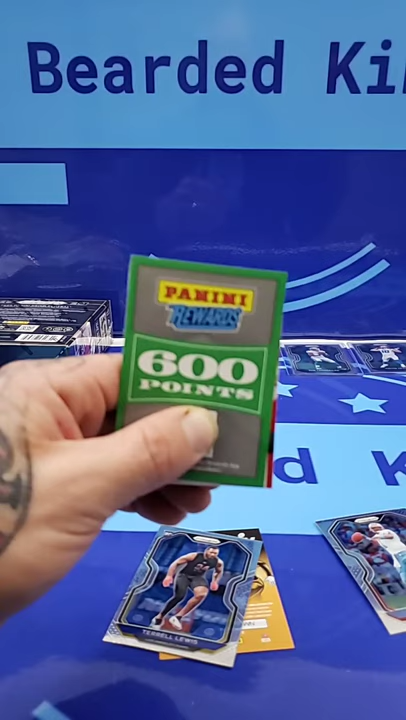 Bearded Ki
PANINI
REWARDS
600
POINTS
d K
TERRELL LEWIS